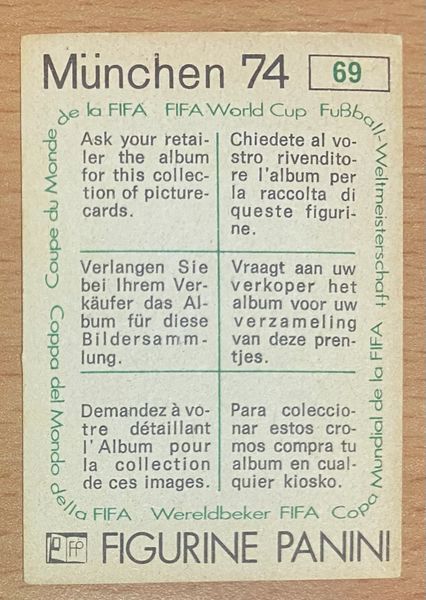 München 74
69
de la FIFA FIFA World Cup Fußball-Weltmeisterschaft
Ask your retai-
ler the album
for this collec-
tion of picture-
cards.
Chiedete al vo-
stro rivendito-
re l'album per
la raccolta di
queste figuri-
ne.
Verlangen Sie
bei Ihrem Ver-
käufer das Al-
bum für diese
Bildersamm-
lung.
Vraagt aan uw
verkoper het
album voor uw
verzameling
van deze pren-
tjes.
Demandez à vo-
tre détaillant
l'Album pour
la collection
de ces images.
Para coleccio-
nar estos cro-
mos compra tu
album en cual-
quier kiosko.
Copa Mundial de la FIFA
Wereldbeker FIFA
Coppa del Mondo della FIFA
Coupe du Monde
FP FIGURINE PANINI